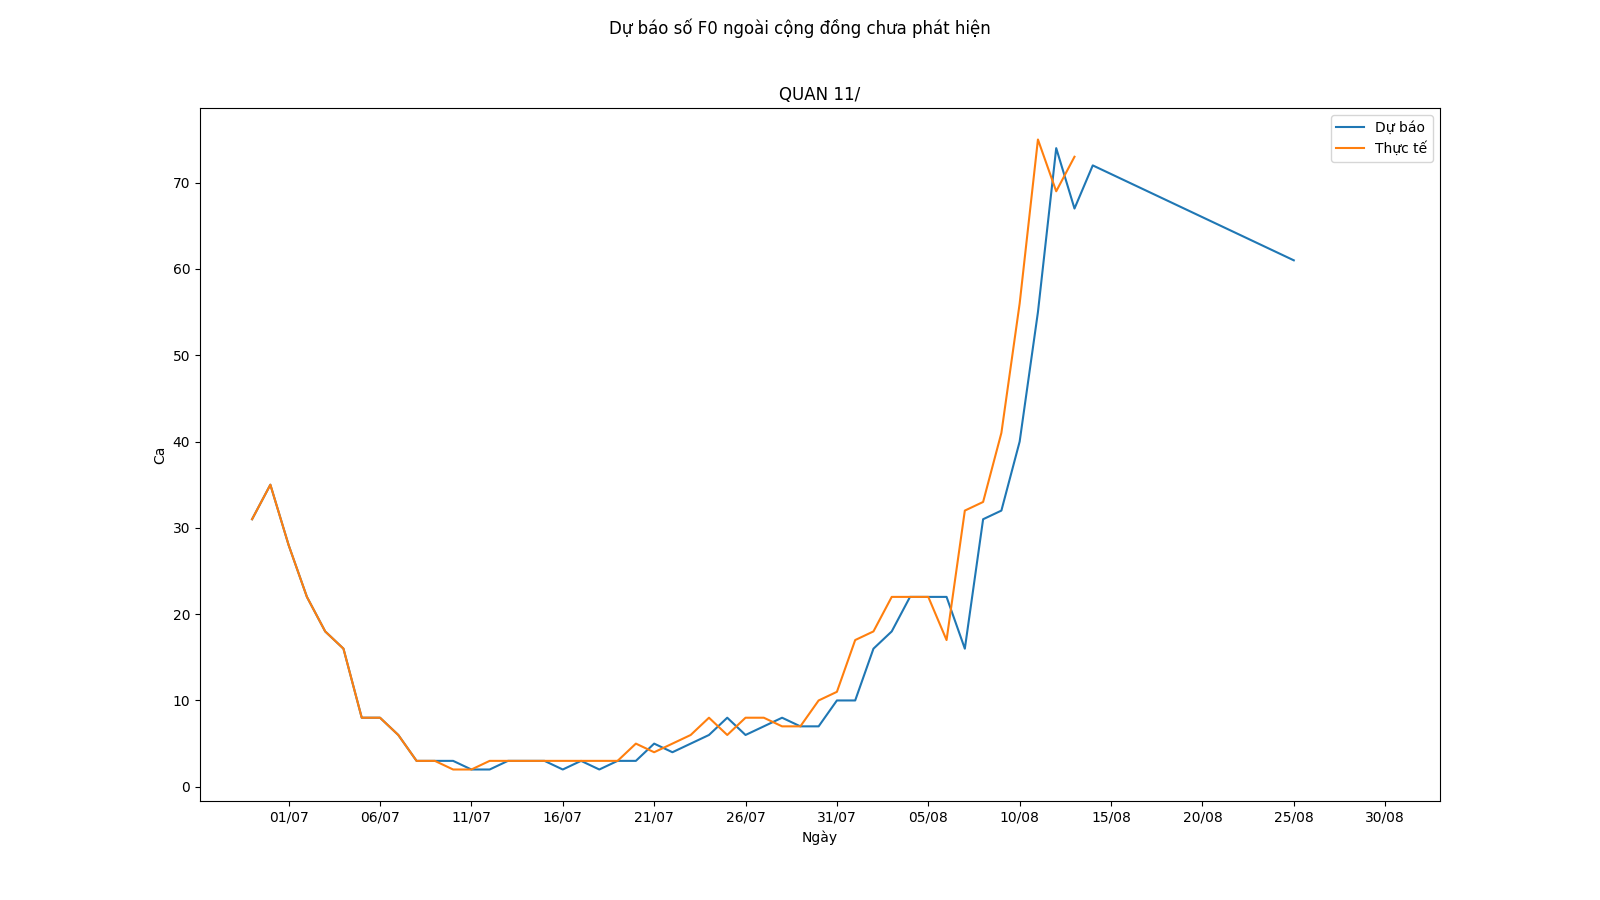 Dự báo số F0 ngoài cộng đồng chưa phát hiện
QUAN 11/
Dự báo
Thực tế
70
60
50
40
30
20
10
0
Ca
01/07 06/07 11/07 16/07 21/07 26/07 31/07 05/08 10/08 15/08 20/08 25/08 30/08
Ngày